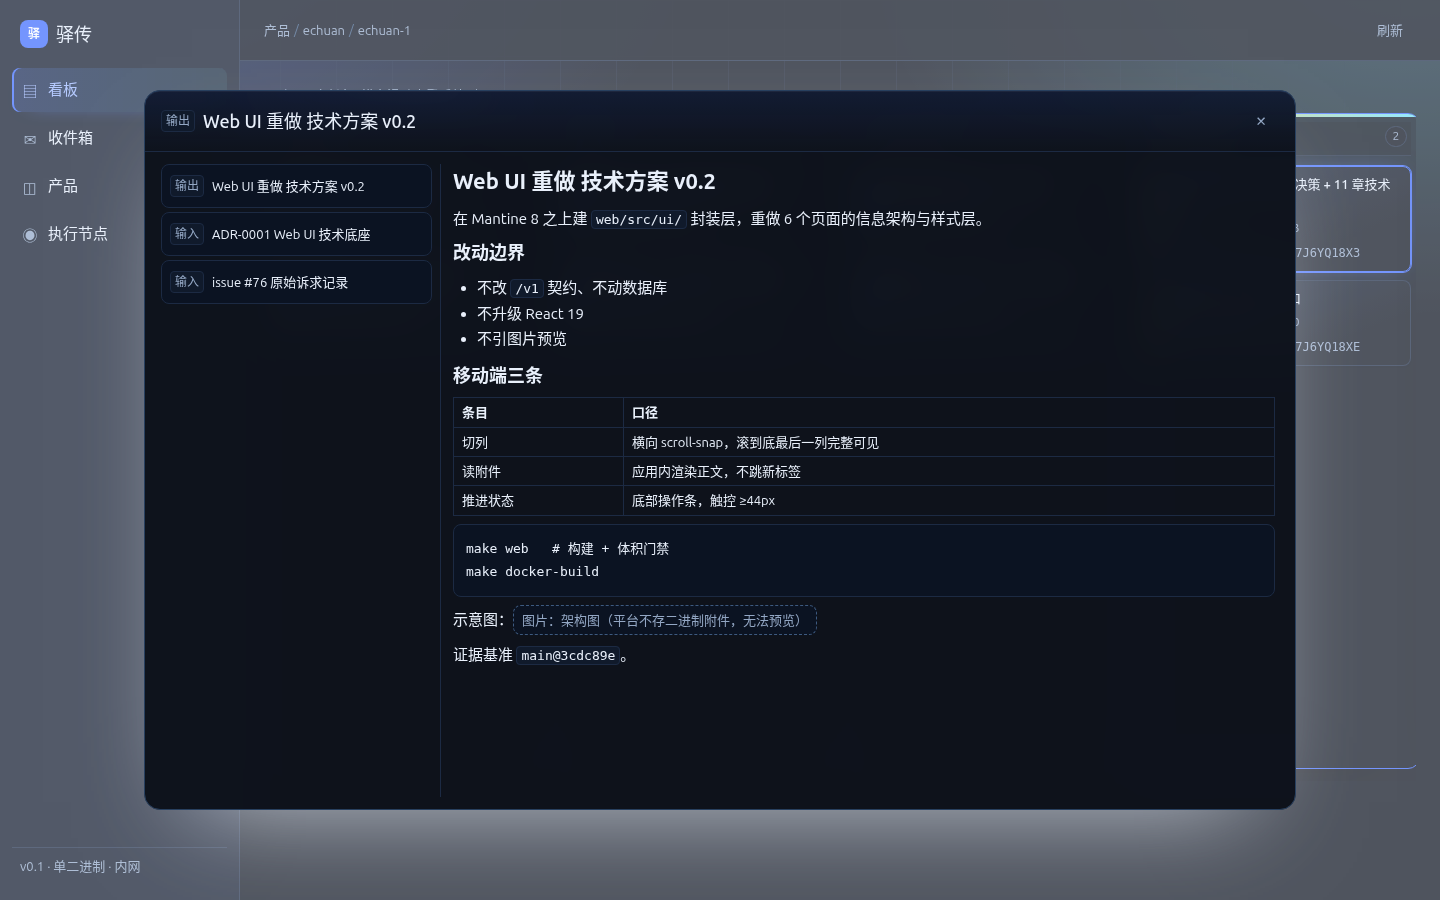 驿 驿传
产品 / echuan / echuan-1
刷新
看板
收件箱
产品
执行节点
v0.1 · 单二进制 · 内网
输出 Web UI 重做 技术方案 v0.2 ×
输出 Web UI 重做 技术方案 v0.2
输入 ADR-0001 Web UI 技术底座
输入 issue #76 原始诉求记录
Web UI 重做 技术方案 v0.2
在 Mantine 8 之上建 web/src/ui/ 封装层，重做 6 个页面的信息架构与样式层。
改动边界
• 不改 /v1 契约、不动数据库
• 不升级 React 19
• 不引图片预览
移动端三条
条目 口径
切列 横向 scroll-snap，滚到底最后一列完整可见
读附件 应用内渲染正文，不跳新标签
推进状态 底部操作条，触控 ≥44px
make web   # 构建 + 体积门禁
make docker-build
示意图： 图片：架构图（平台不存二进制附件，无法预览）
证据基准 main@3cdc89e 。
2
决策 + 11 章技术
7J6YQ18X3
7J6YQ18XE